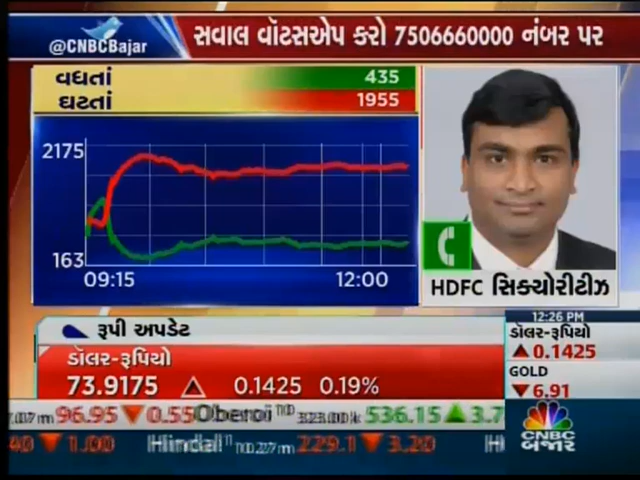 @CNBCBajar
સવાલ વૉટસએપ કરો 7506660000 નંબર પર
વધતાં 435
ઘટતાં 1955
2175
163
09:15 12:00
HDFC સિક્યોરીટીઝ
રૂપી અપડેટ
ડૉલર-રૂપિયો
73.9175 0.1425 0.19%
12:26 PM
ડૉલર-રૂપિયો
0.1425
GOLD
6.91
96.95 0.55 Oberoi 536.15 3.7
40 1.00 Hindal 229.1 3.20
CNBC
બજાર